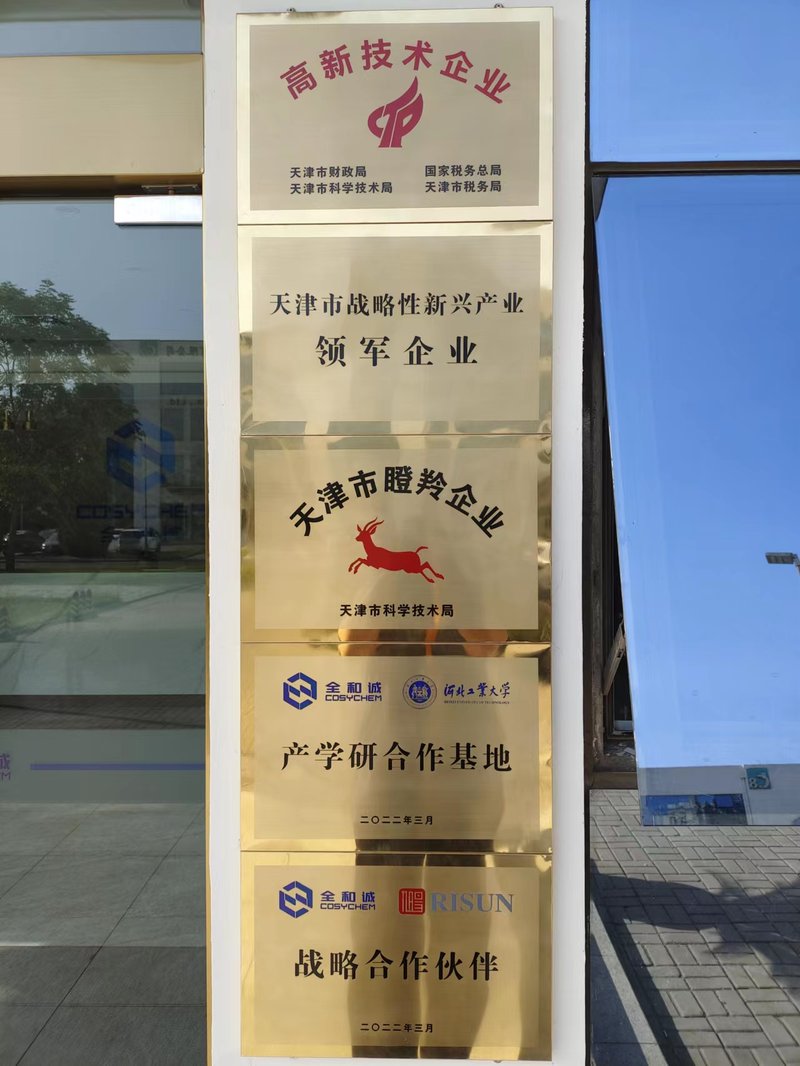 高新技术企业
天津市财政局 国家税务总局
天津市科学技术局 天津市税务局
天津市战略性新兴产业
领军企业
天津市瞪羚企业
天津市科学技术局
全和诚
COSYCHEM
河北工业大学
产学研合作基地
二〇二二年三月
全和诚
COSYCHEM
RISUN
战略合作伙伴
二〇二二年三月
COSYCHEM
诚